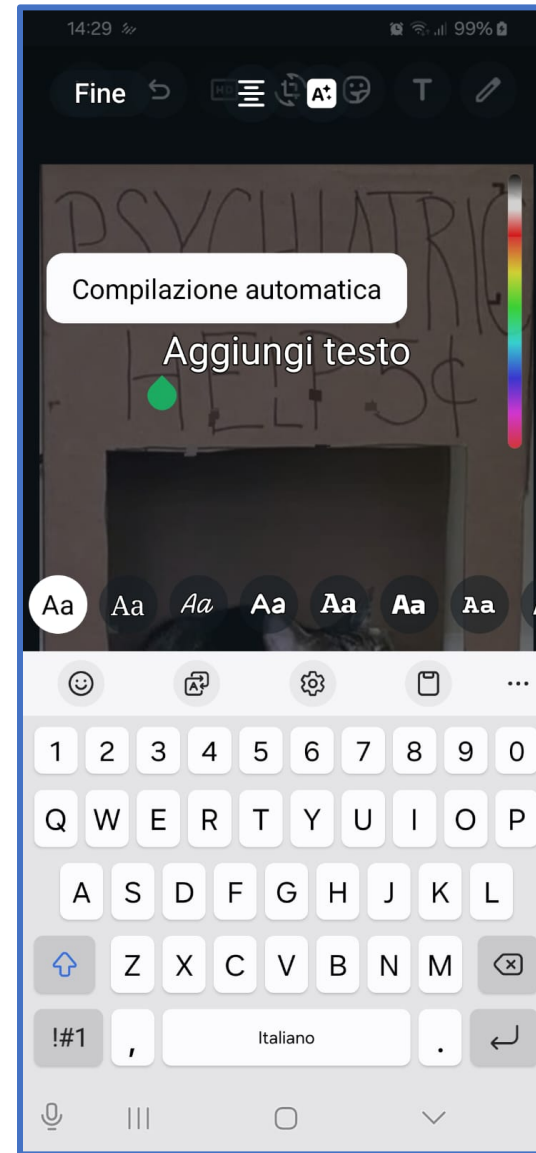 14:29 99%
Fine HD A T
PSYCHIATRIC
Compilazione automatica
Aggiungi testo
HELP 5¢
Aa Aa Aa Aa Aa Aa Aa
1 2 3 4 5 6 7 8 9 0
Q W E R T Y U I O P
A S D F G H J K L
Z X C V B N M
!#1 , Italiano .